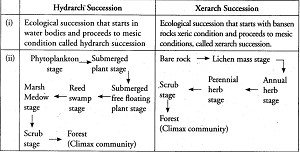 Hydrarch Succession
Xerarch Succession
(i)
Ecological succession that starts in
water bodies and proceeds to mesic
condition called hydrarch succession
Ecological succession that starts with bansen
rocks xeric condition and proceeds to mesic
conditions, called xerarch succession.
(ii)
Phytoplankton
stage
Submerged
plant stage
Marsh
Medow
stage
Reed
swamp
stage
Submerged
free floating
plant stage
Scrub
stage
Forest
(Climax community)
Bare rock
Lichen mass stage
Scrub
stage
Perennial
herb
stage
Annual
herb
stage
Forest
(Climax community)